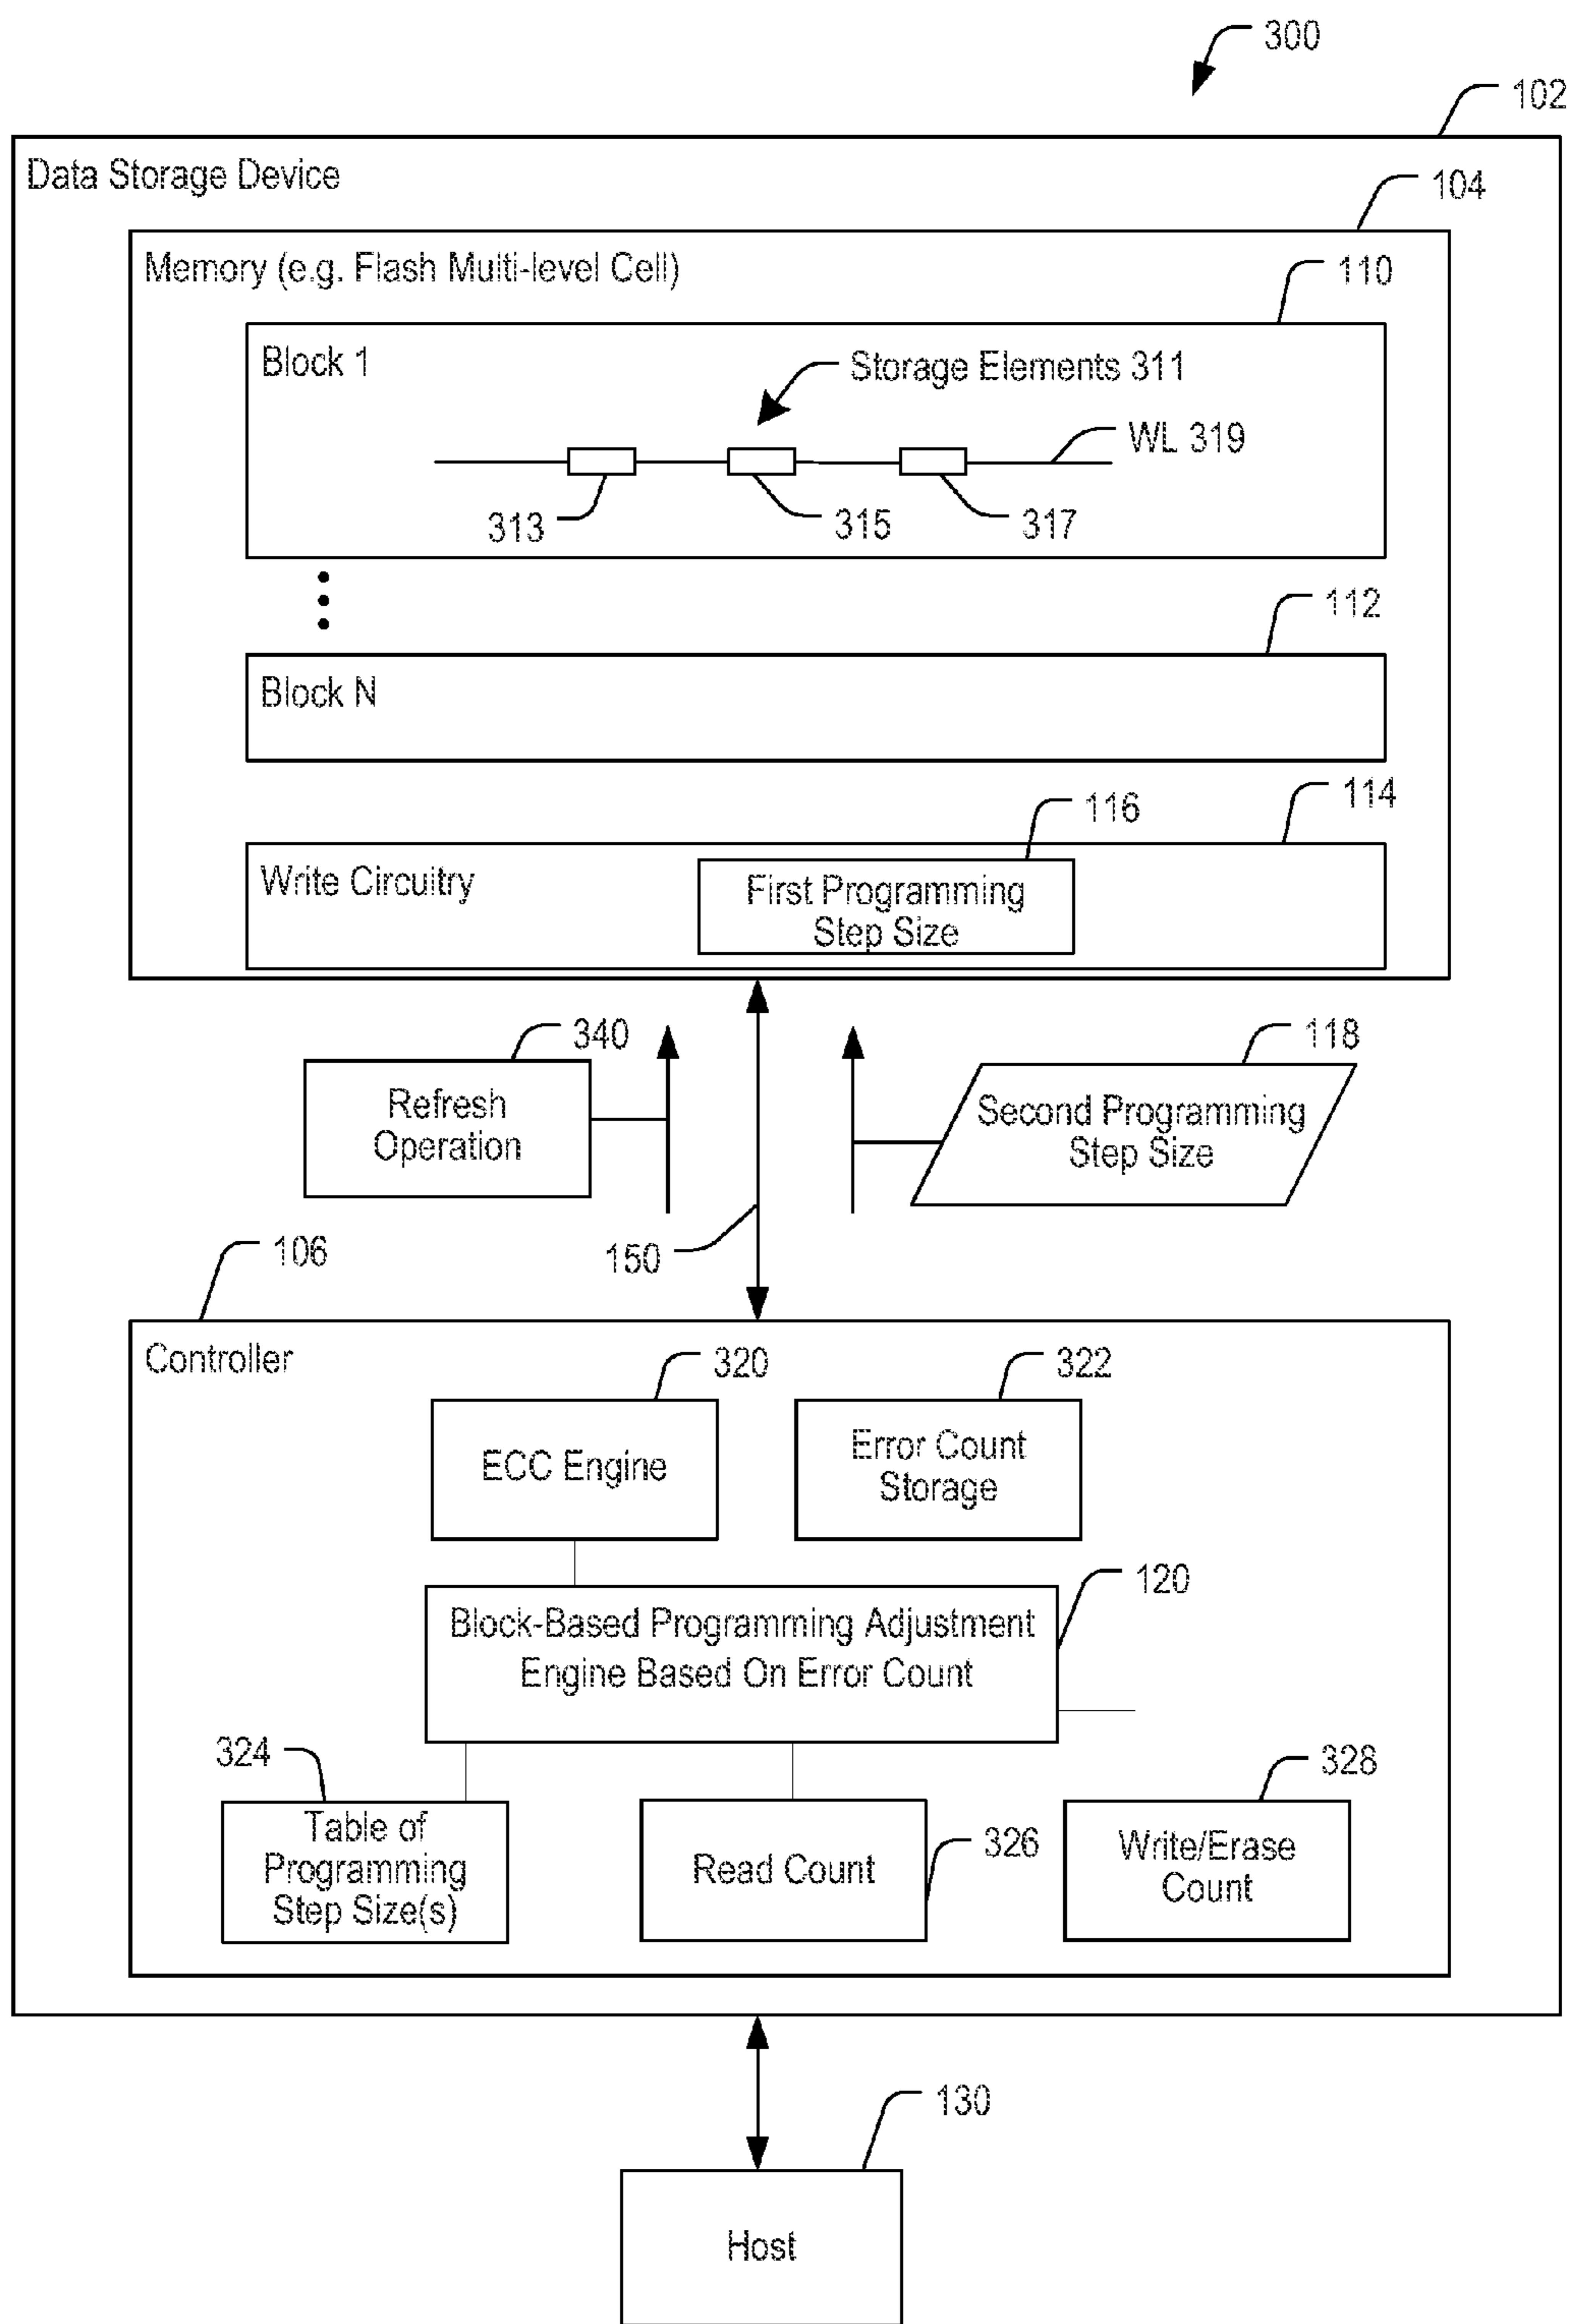 300
102
Data Storage Device
104
Memory (e.g. Flash Multi-level Cell)
110
Block 1
Storage Elements 311
WL 319
313
315
317
112
Block N
114
116
Write Circuitry
First Programming
Step Size
340
118
Refresh
Operation
Second Programming
Step Size
150
106
Controller
320
322
ECC Engine
Error Count
Storage
120
Block-Based Programming Adjustment
Engine Based On Error Count
324
328
Table of
Programming
Step Size(s)
Read Count
326
Write/Erase
Count
130
Host